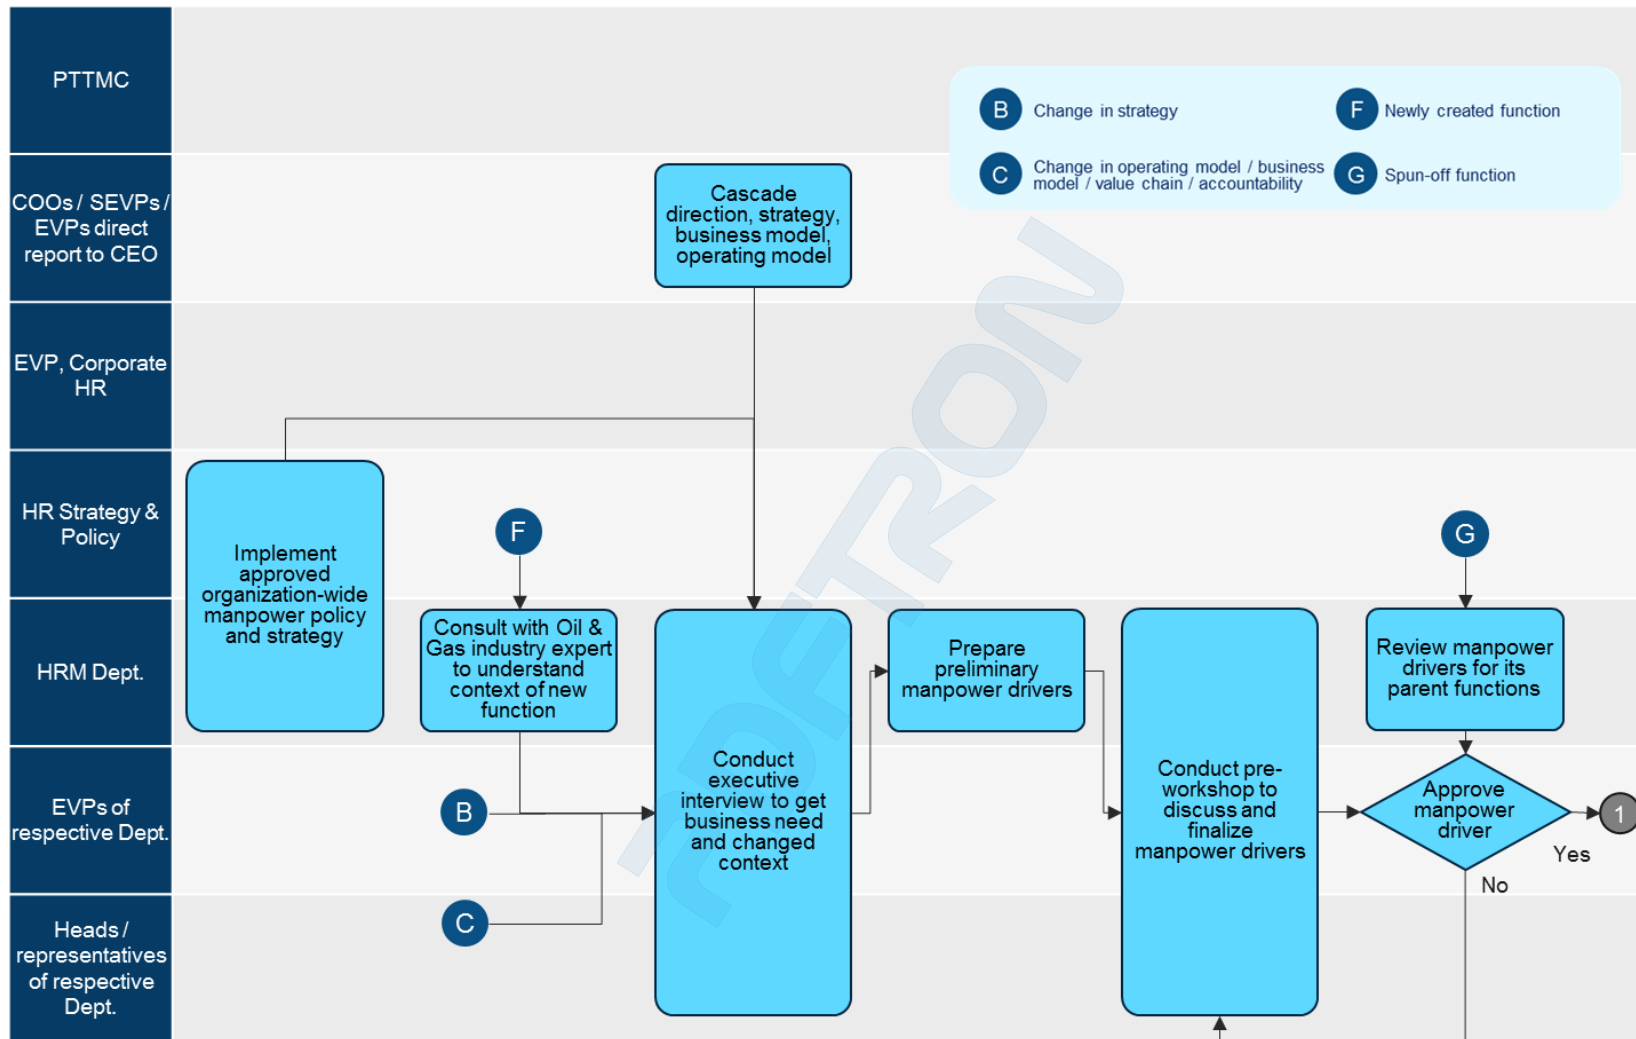 PTTMC
B
Change in strategy
F
Newly created function
C
Change in operating model / business
model / value chain / accountability
G
Spun-off function
COOs / SEVPs /
EVPs direct
report to CEO
Cascade
direction, strategy,
business model,
operating model
EVP, Corporate
HR
HR Strategy &
Policy
Implement
approved
organization-wide
manpower policy
and strategy
F
G
HRM Dept.
Consult with Oil &
Gas industry expert
to understand
context of new
function
Prepare
preliminary
manpower drivers
Review manpower
drivers for its
parent functions
EVPs of
respective Dept.
B
Conduct
executive
interview to get
business need
and changed
context
Conduct pre-
workshop to
discuss and
finalize
manpower drivers
Approve
manpower
driver
1
Yes
No
Heads /
representatives
of respective
Dept.
C
PDFTRON